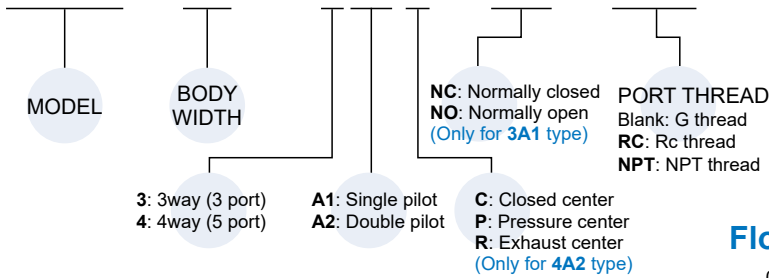 MODEL
BODY
WIDTH
NC: Normally closed
NO: Normally open
(Only for 3A1 type)
PORT THREAD
Blank: G thread
RC: Rc thread
NPT: NPT thread
3: 3way (3 port)
4: 4way (5 port)
A1: Single pilot
A2: Double pilot
C: Closed center
P: Pressure center
R: Exhaust center
(Only for 4A2 type)